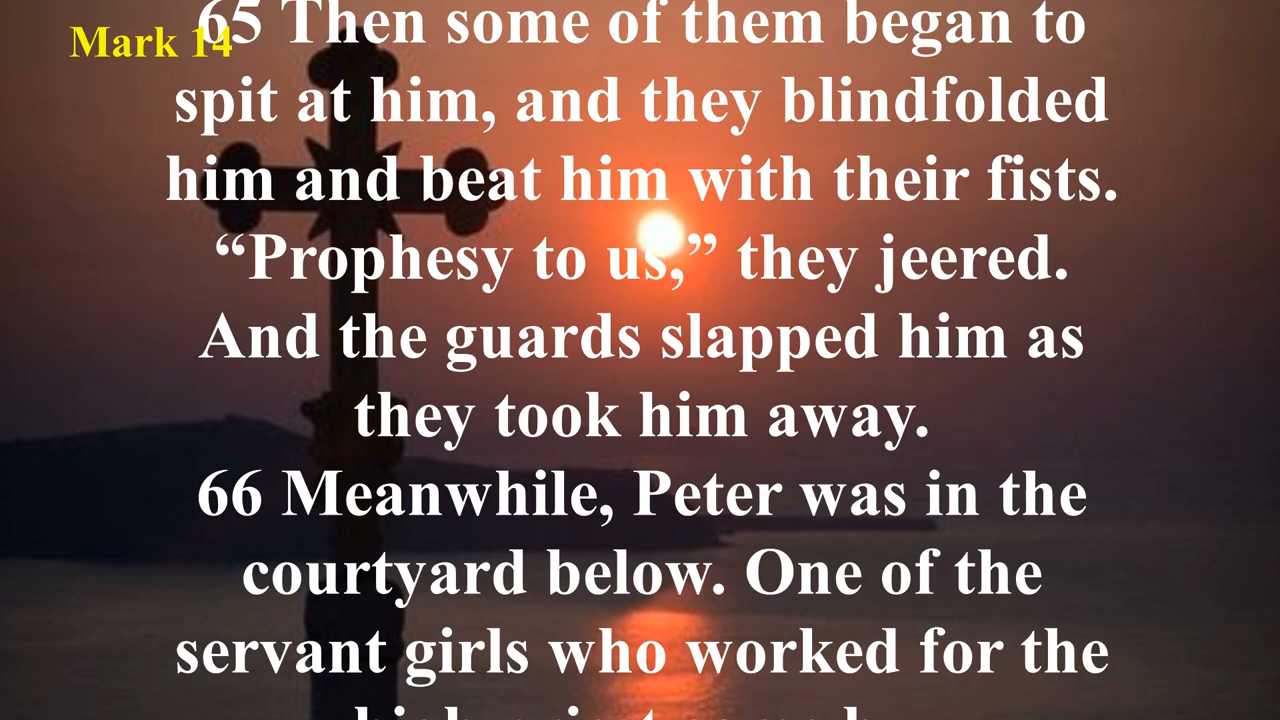 Mark 14
65 Then some of them began to
spit at him, and they blindfolded
him and beat him with their fists.
“Prophesy to us,” they jeered.
And the guards slapped him as
they took him away.
66 Meanwhile, Peter was in the
courtyard below. One of the
servant girls who worked for the